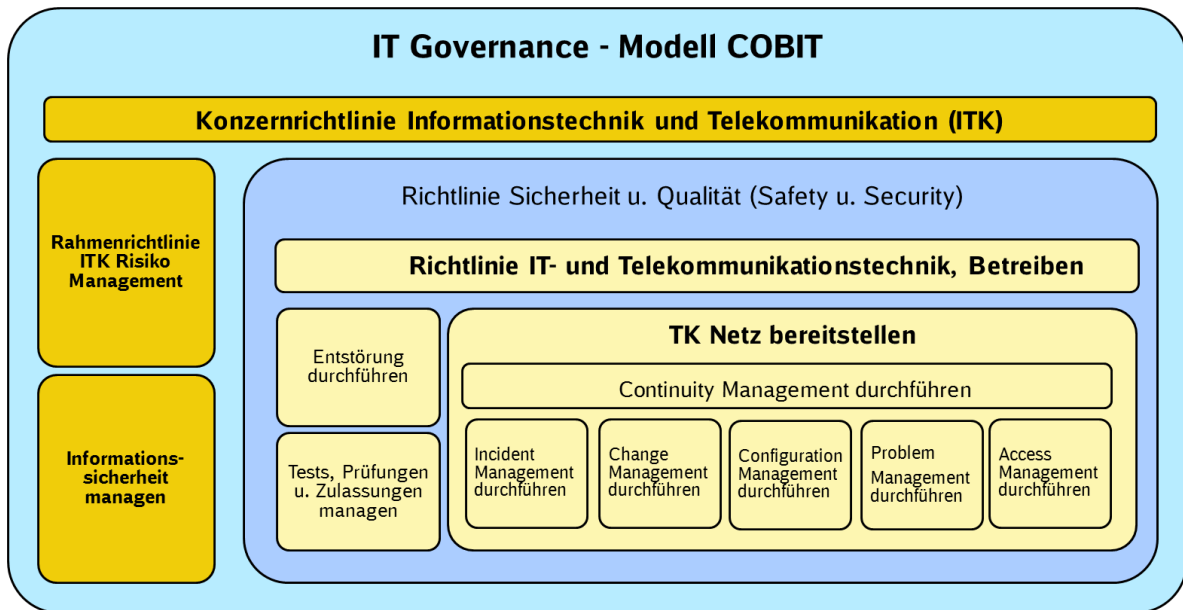 IT Governance - Modell COBIT
Konzernrichtlinie Informationstechnik und Telekommunikation (ITK)
Rahmenrichtlinie
ITK Risiko
Management
Informations-
sicherheit
managen
Richtlinie Sicherheit u. Qualität (Safety u. Security)
Richtlinie IT- und Telekommunikationstechnik, Betreiben
Entstörung
durchführen
Tests, Prüfungen
u. Zulassungen
managen
TK Netz bereitstellen
Continuity Management durchführen
Incident
Management
durchführen
Change
Management
durchführen
Configuration
Management
durchführen
Problem
Management
durchführen
Access
Management
durchführen